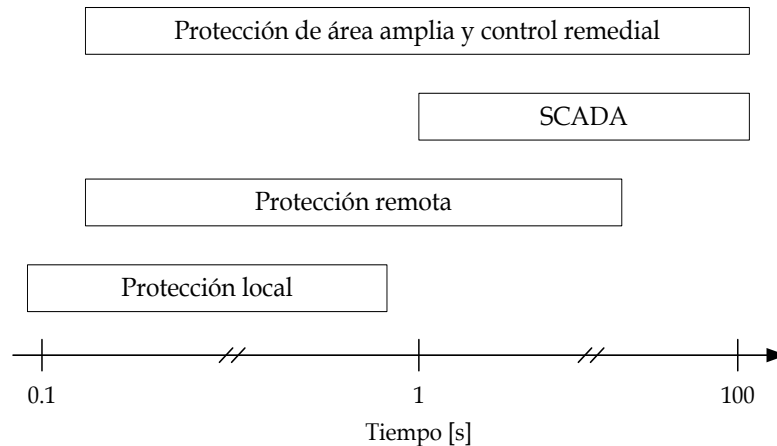 Protección de área amplia y control remedial
SCADA
Protección remota
Protección local
0.1 1 100
Tiempo [s]